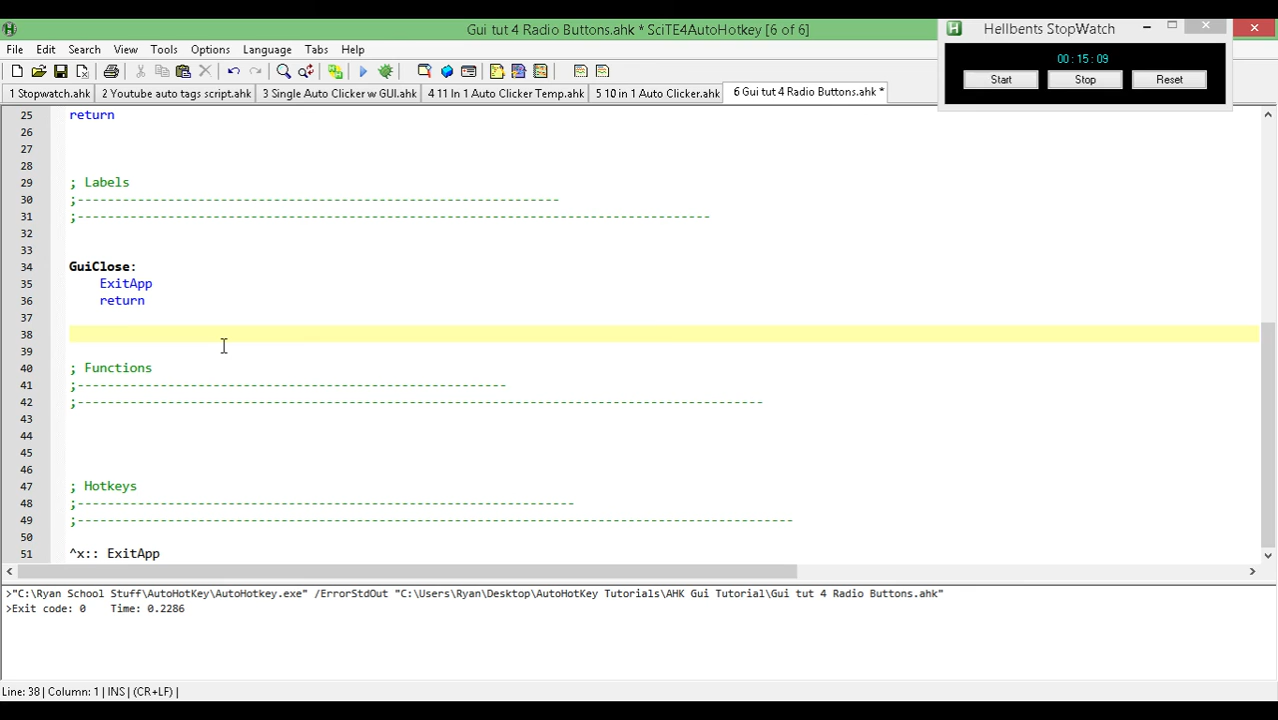 Gui tut 4 Radio Buttons.ahk * SciTE4AutoHotkey [6 of 6]
Hellbents StopWatch
File Edit Search View Tools Options Language Tabs Help
00:15:09
Start Stop Reset
1 Stopwatch.ahk 2 Youtube auto tags script.ahk 3 Single Auto Clicker w GUI.ahk 4 11 In 1 Auto Clicker Temp.ahk 5 10 in 1 Auto Clicker.ahk 6 Gui tut 4 Radio Buttons.ahk *
25 return
26
27
28
29 ; Labels
30 ;----------------------------------------------------------------
31 ;------------------------------------------------------------------------------------
32
33
34 GuiClose:
35 ExitApp
36 return
37
38
39
40 ; Functions
41 ;---------------------------------------------------------
42 ;-------------------------------------------------------------------------------------------
43
44
45
46
47 ; Hotkeys
48 ;------------------------------------------------------------------
49 ;-----------------------------------------------------------------------------------------------
50
51 ^x:: ExitApp
>"C:\Ryan School Stuff\AutoHotKey\AutoHotkey.exe" /ErrorStdOut "C:\Users\Ryan\Desktop\AutoHotKey Tutorials\AHK Gui Tutorial\Gui tut 4 Radio Buttons.ahk"
>Exit code: 0 Time: 0.2286
Line: 38 | Column: 1 | INS | (CR+LF) |